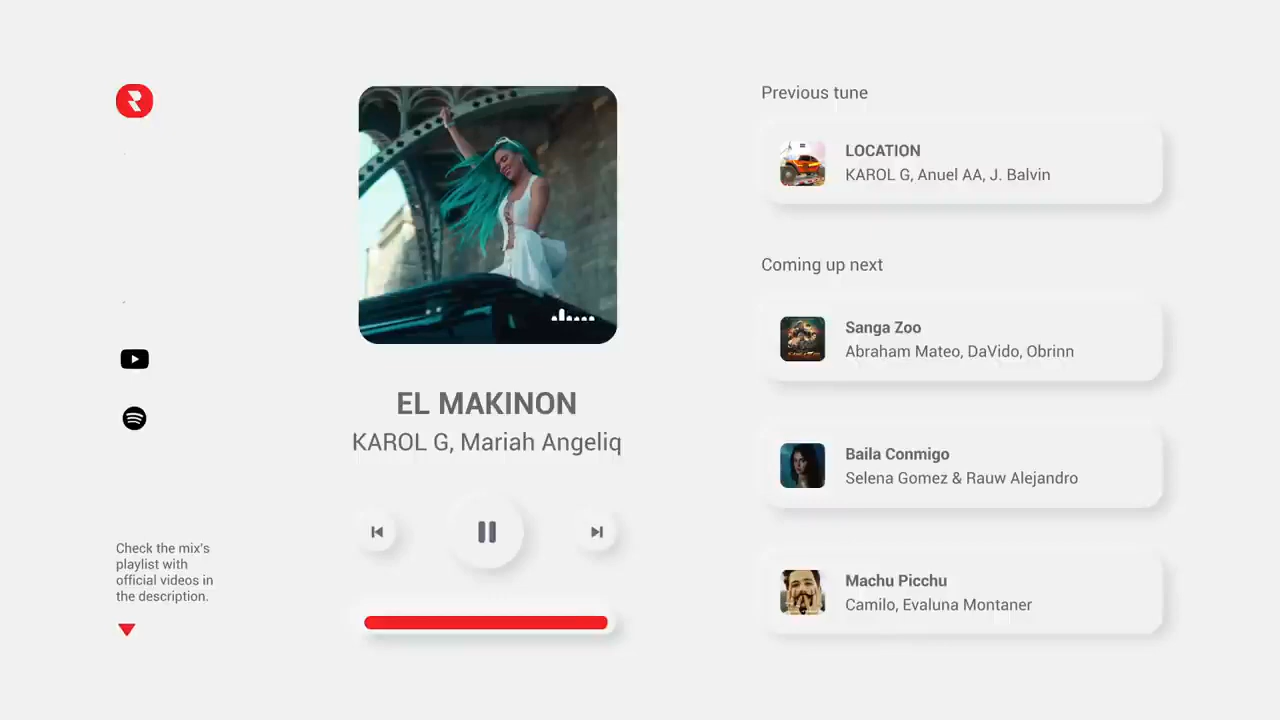 Previous tune
LOCATION
KAROL G, Anuel AA, J. Balvin
Coming up next
Sanga Zoo
Abraham Mateo, DaVido, Obrinn
EL MAKINON
KAROL G, Mariah Angeliq
Baila Conmigo
Selena Gomez & Rauw Alejandro
Check the mix's
playlist with
official videos in
the description.
Machu Picchu
Camilo, Evaluna Montaner